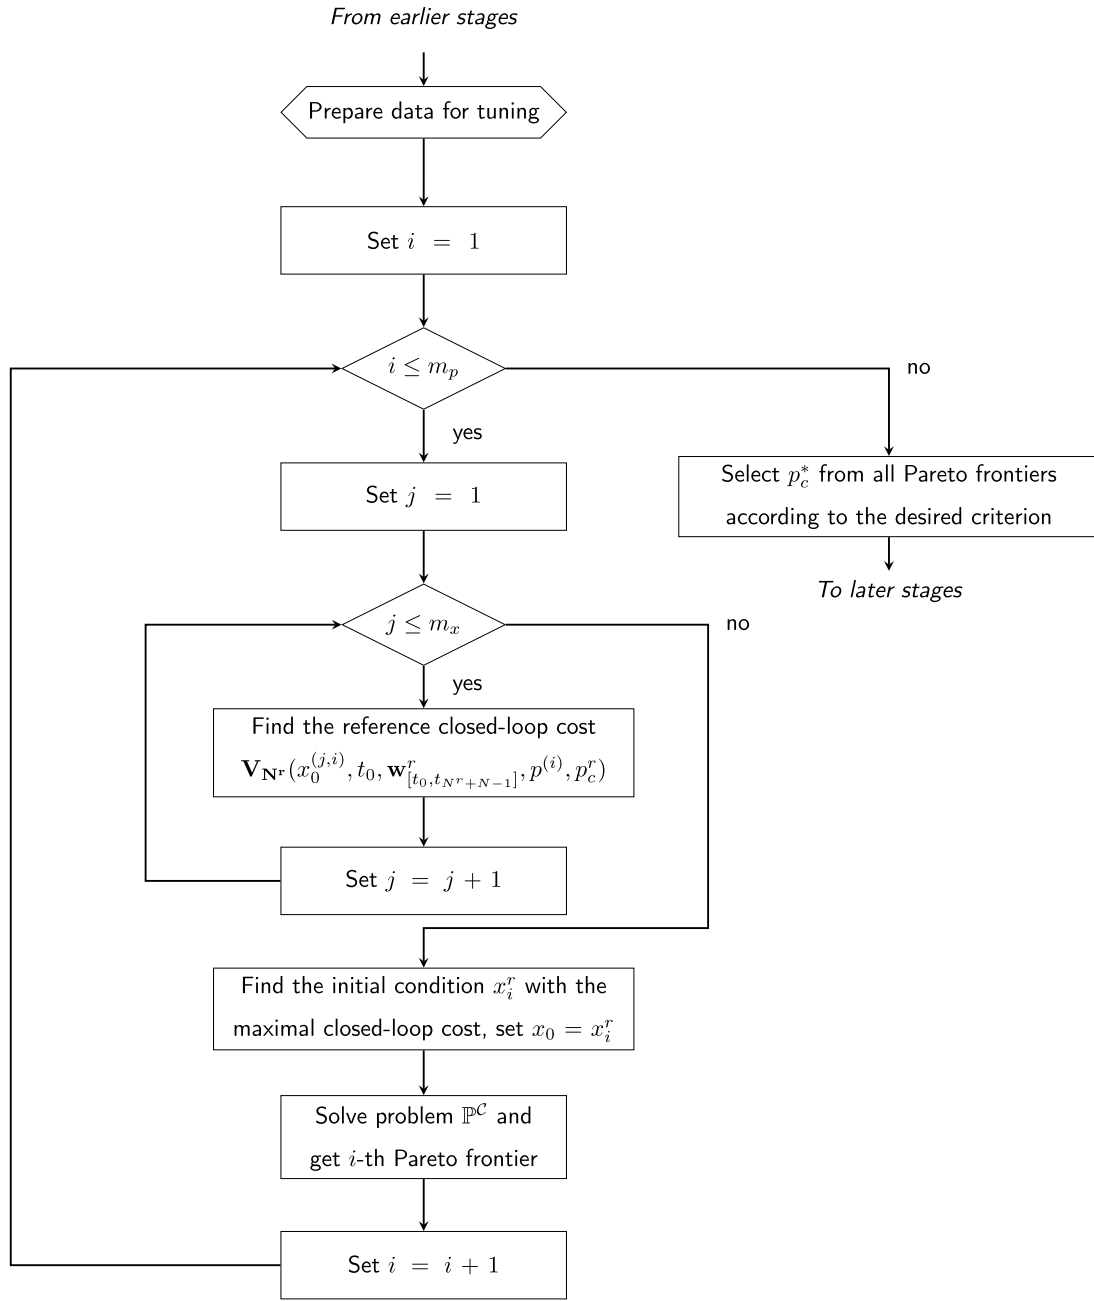 From earlier stages
Prepare data for tuning
Set i = 1
i ≤ m_p
no
yes
Set j = 1
Select p_c^* from all Pareto frontiers
according to the desired criterion
To later stages
j ≤ m_x
no
yes
Find the reference closed-loop cost
V_{N^r}(x_0^{(j,i)}, t_0, w^r_{[t_0,t_{N^r+N-1}]}, p^{(i)}, p_c^r)
Set j = j + 1
Find the initial condition x_i^r with the
maximal closed-loop cost, set x_0 = x_i^r
Solve problem ℙ^𝒞 and
get i-th Pareto frontier
Set i = i + 1